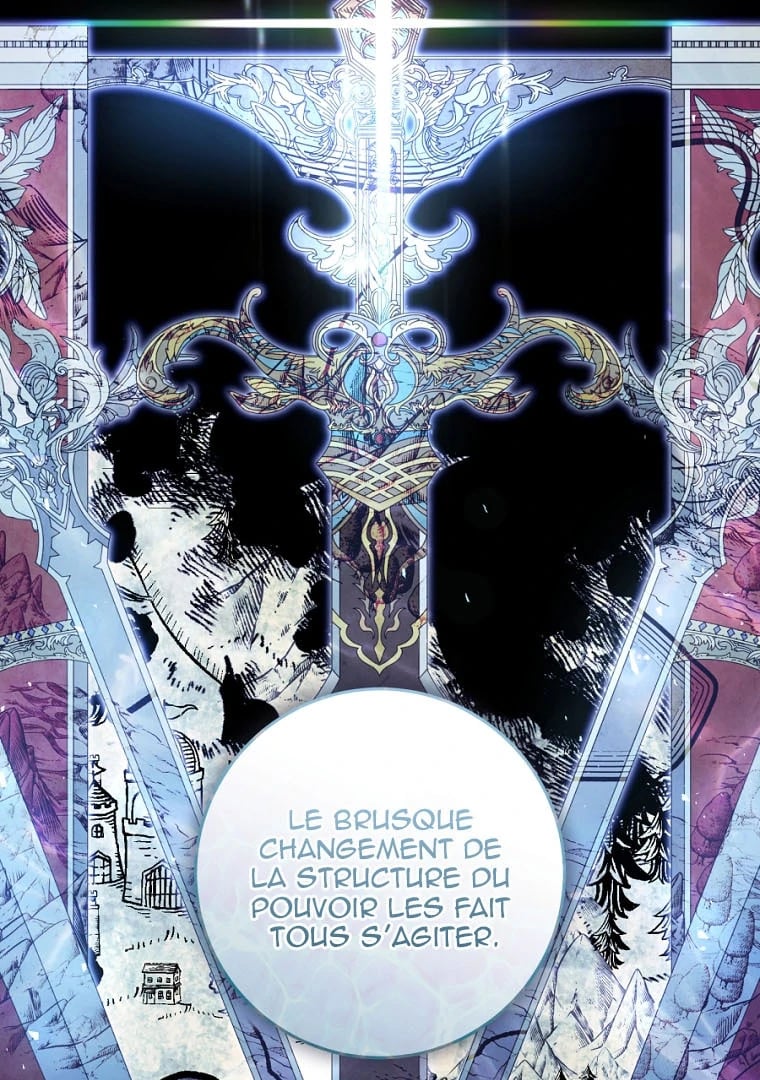 LE BRUSQUE
CHANGEMENT DE
LA STRUCTURE DU
POUVOIR LES FAIT
TOUS S'AGITER.